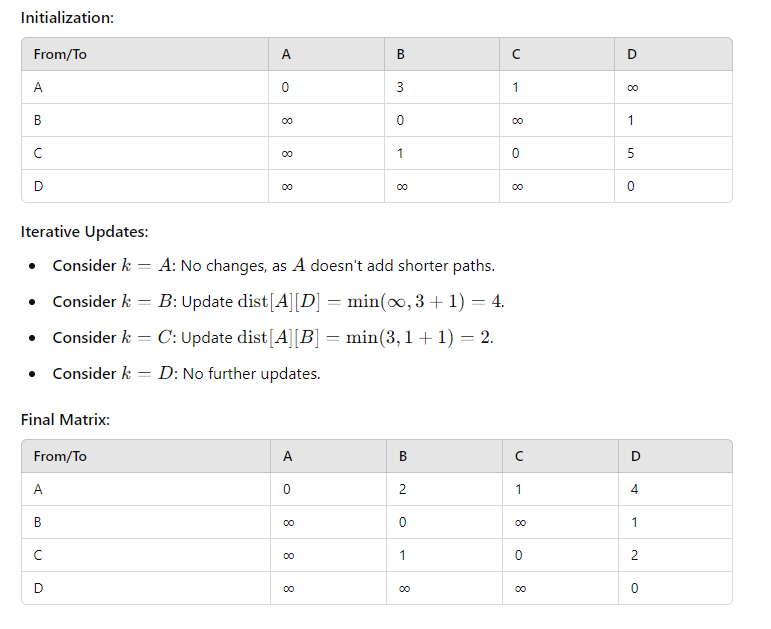 Initialization:
From/To A B C D
A 0 3 1 ∞
B ∞ 0 ∞ 1
C ∞ 1 0 5
D ∞ ∞ ∞ 0
Iterative Updates:
• Consider k = A: No changes, as A doesn't add shorter paths.
• Consider k = B: Update dist[A][D] = min(∞, 3 + 1) = 4.
• Consider k = C: Update dist[A][B] = min(3, 1 + 1) = 2.
• Consider k = D: No further updates.
Final Matrix:
From/To A B C D
A 0 2 1 4
B ∞ 0 ∞ 1
C ∞ 1 0 2
D ∞ ∞ ∞ 0